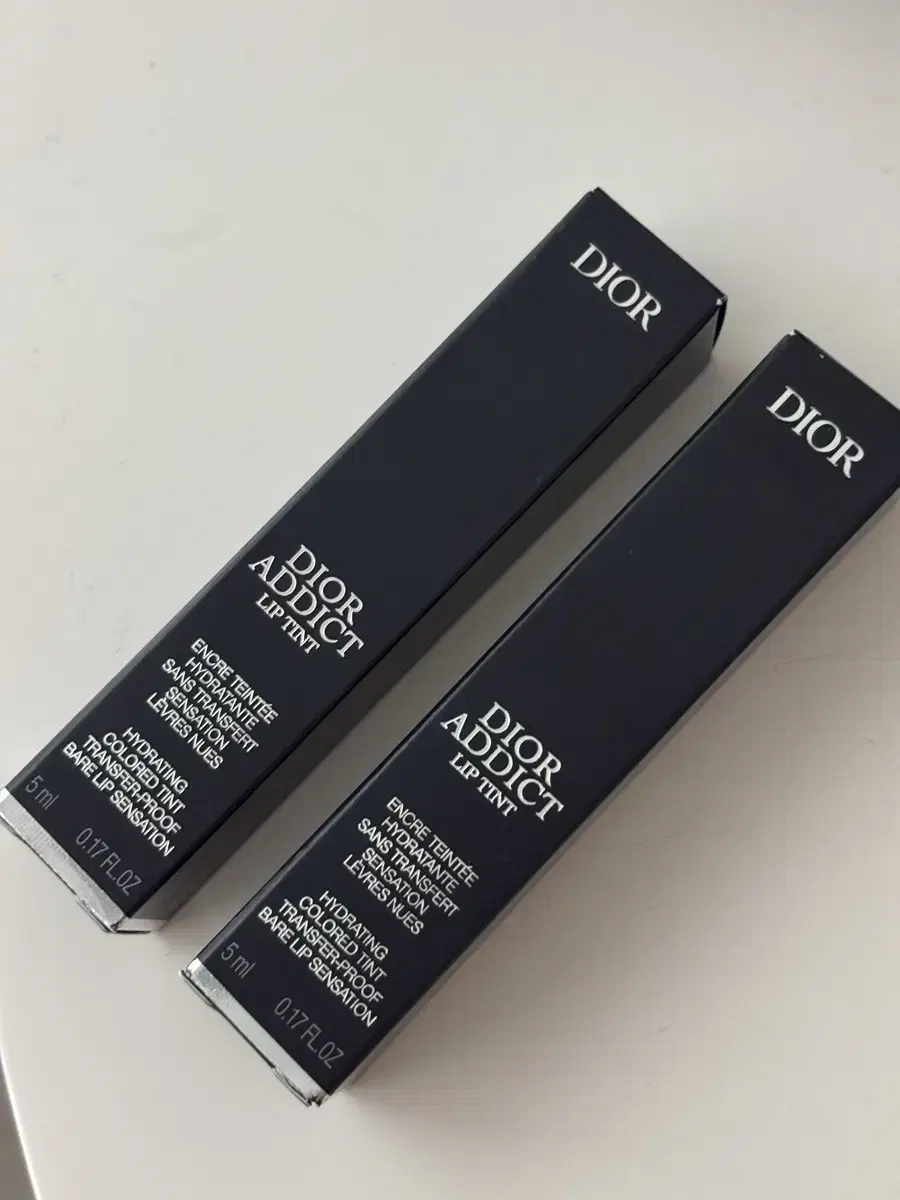 DIOR
DIOR
ADDICT
LIP TINT
ENCRE TEINTÉE
HYDRATANTE
SANS TRANSFERT
SENSATION
LÈVRES NUES
HYDRATING
COLORED TINT
TRANSFER-PROOF
BARE LIP SENSATION
5 ml
0.17 FL.OZ
DIOR
DIOR
ADDICT
LIP TINT
ENCRE TEINTÉE
HYDRATANTE
SANS TRANSFERT
SENSATION
LÈVRES NUES
HYDRATING
COLORED TINT
TRANSFER-PROOF
BARE LIP SENSATION
5 ml
0.17 FL.OZ